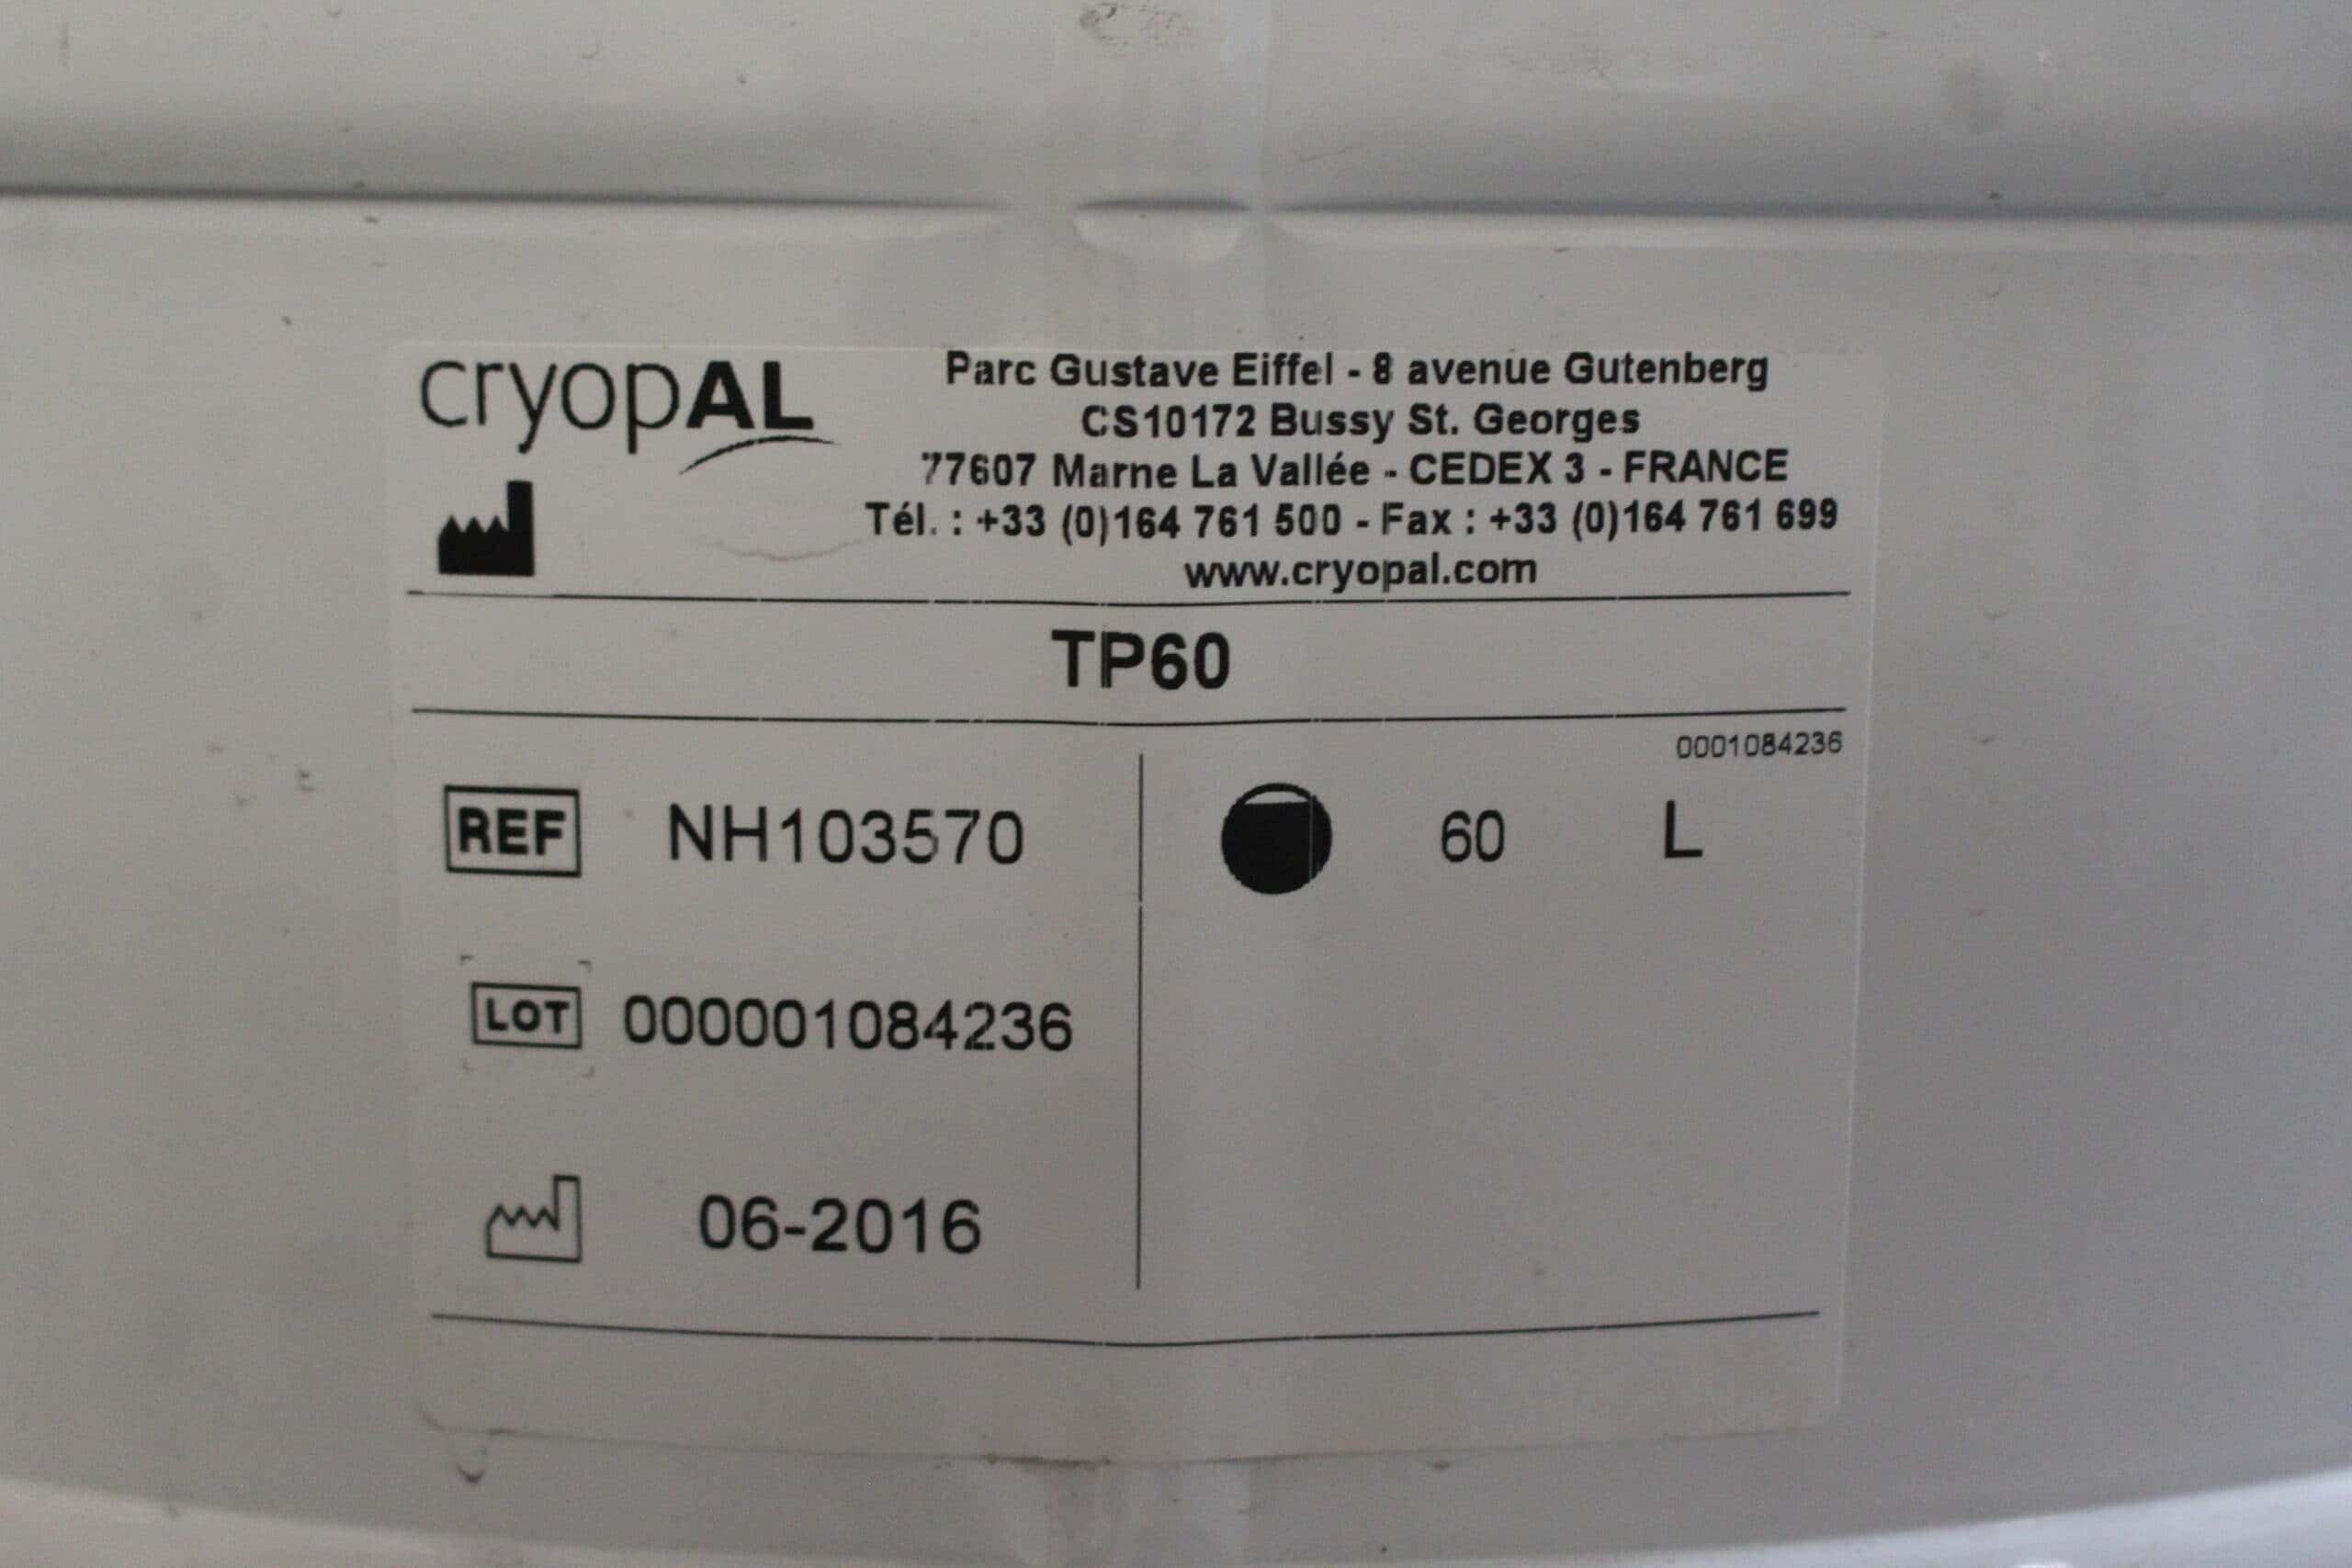 cryopAL
Parc Gustave Eiffel - 8 avenue Gutenberg
CS10172 Bussy St. Georges
77607 Marne La Vallée - CEDEX 3 - FRANCE
Tél. : +33 (0)164 761 500 - Fax : +33 (0)164 761 699
www.cryopal.com
TP60
0001084236
REF NH103570
60 L
LOT 000001084236
06-2016